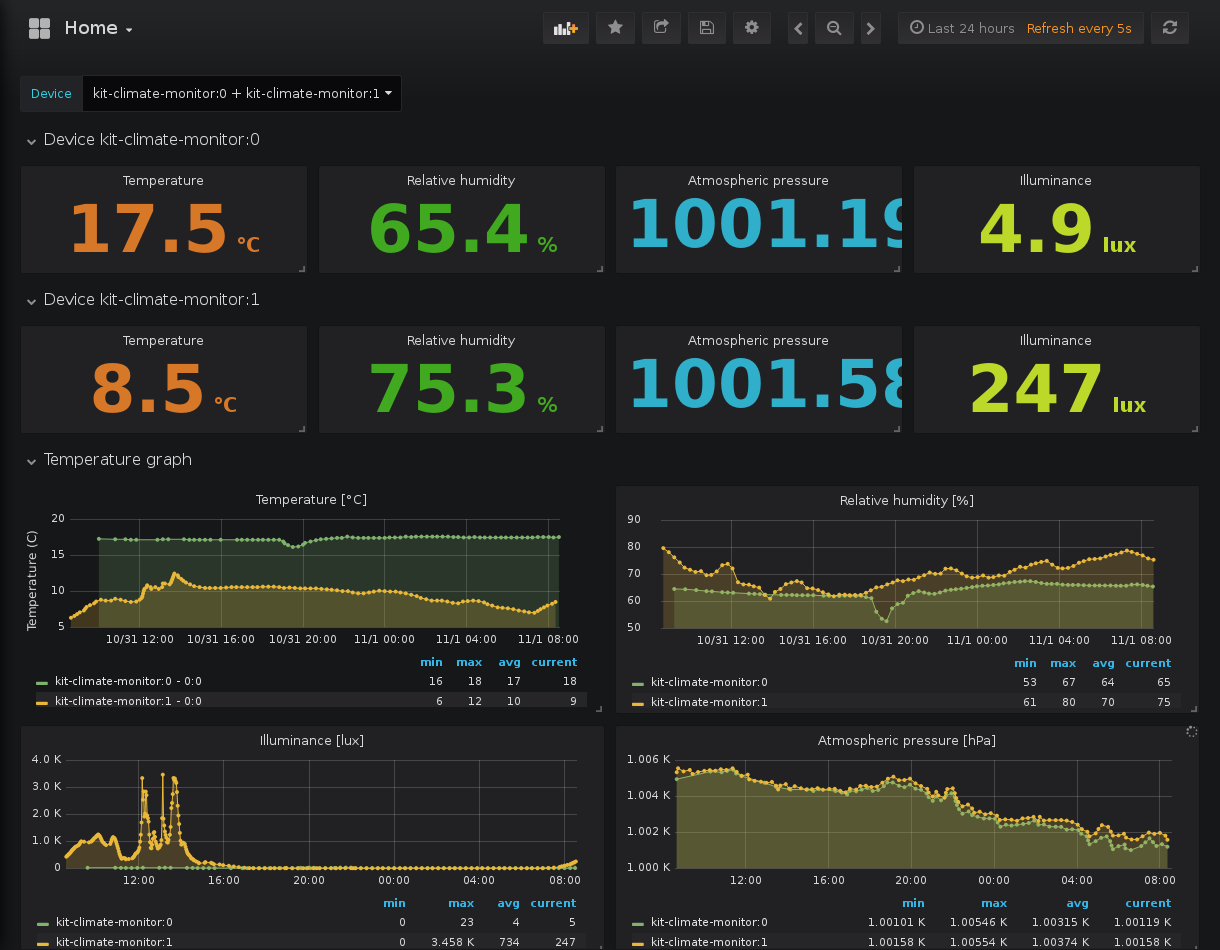 Home
Last 24 hours Refresh every 5s
Device kit-climate-monitor:0 + kit-climate-monitor:1
Device kit-climate-monitor:0
Temperature Relative humidity Atmospheric pressure Illuminance
17.5 °C 65.4 % 1001.19 4.9 lux
Device kit-climate-monitor:1
Temperature Relative humidity Atmospheric pressure Illuminance
8.5 °C 75.3 % 1001.58 247 lux
Temperature graph
Temperature [°C]
Temperature (C)
20
15
10
5
10/31 12:00 10/31 16:00 10/31 20:00 11/1 00:00 11/1 04:00 11/1 08:00
min max avg current
kit-climate-monitor:0 - 0:0 16 18 17 18
kit-climate-monitor:1 - 0:0 6 12 10 9
Relative humidity [%]
90
80
70
60
50
10/31 12:00 10/31 16:00 10/31 20:00 11/1 00:00 11/1 04:00 11/1 08:00
min max avg current
kit-climate-monitor:0 53 67 64 65
kit-climate-monitor:1 61 80 70 75
Illuminance [lux]
4.0 K
3.0 K
2.0 K
1.0 K
0
12:00 16:00 20:00 00:00 04:00 08:00
min max avg current
kit-climate-monitor:0 0 23 4 5
kit-climate-monitor:1 0 3.458 K 734 247
Atmospheric pressure [hPa]
1.006 K
1.004 K
1.002 K
1.000 K
12:00 16:00 20:00 00:00 04:00 08:00
min max avg current
kit-climate-monitor:0 1.00101 K 1.00546 K 1.00315 K 1.00119 K
kit-climate-monitor:1 1.00158 K 1.00554 K 1.00374 K 1.00158 K